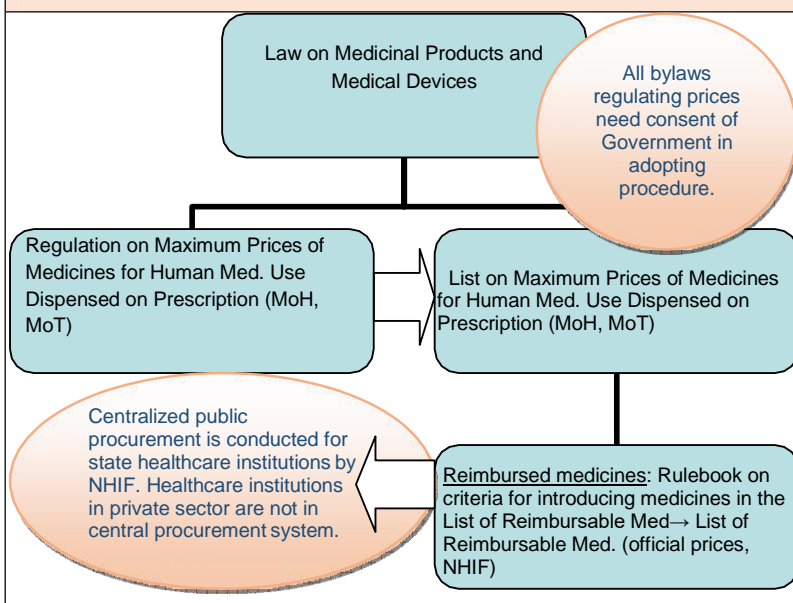 Law on Medicinal Products and
Medical Devices
All bylaws
regulating prices
need consent of
Government in
adopting
procedure.
Regulation on Maximum Prices of
Medicines for Human Med. Use
Dispensed on Prescription (MoH,
MoT)
List on Maximum Prices of Medicines
for Human Med. Use Dispensed on
Prescription (MoH, MoT)
Centralized public
procurement is conducted for
state healthcare institutions by
NHIF. Healthcare institutions
in private sector are not in
central procurement system.
Reimbursed medicines: Rulebook on
criteria for introducing medicines in the
List of Reimbursable Med→ List of
Reimbursable Med. (official prices,
NHIF)